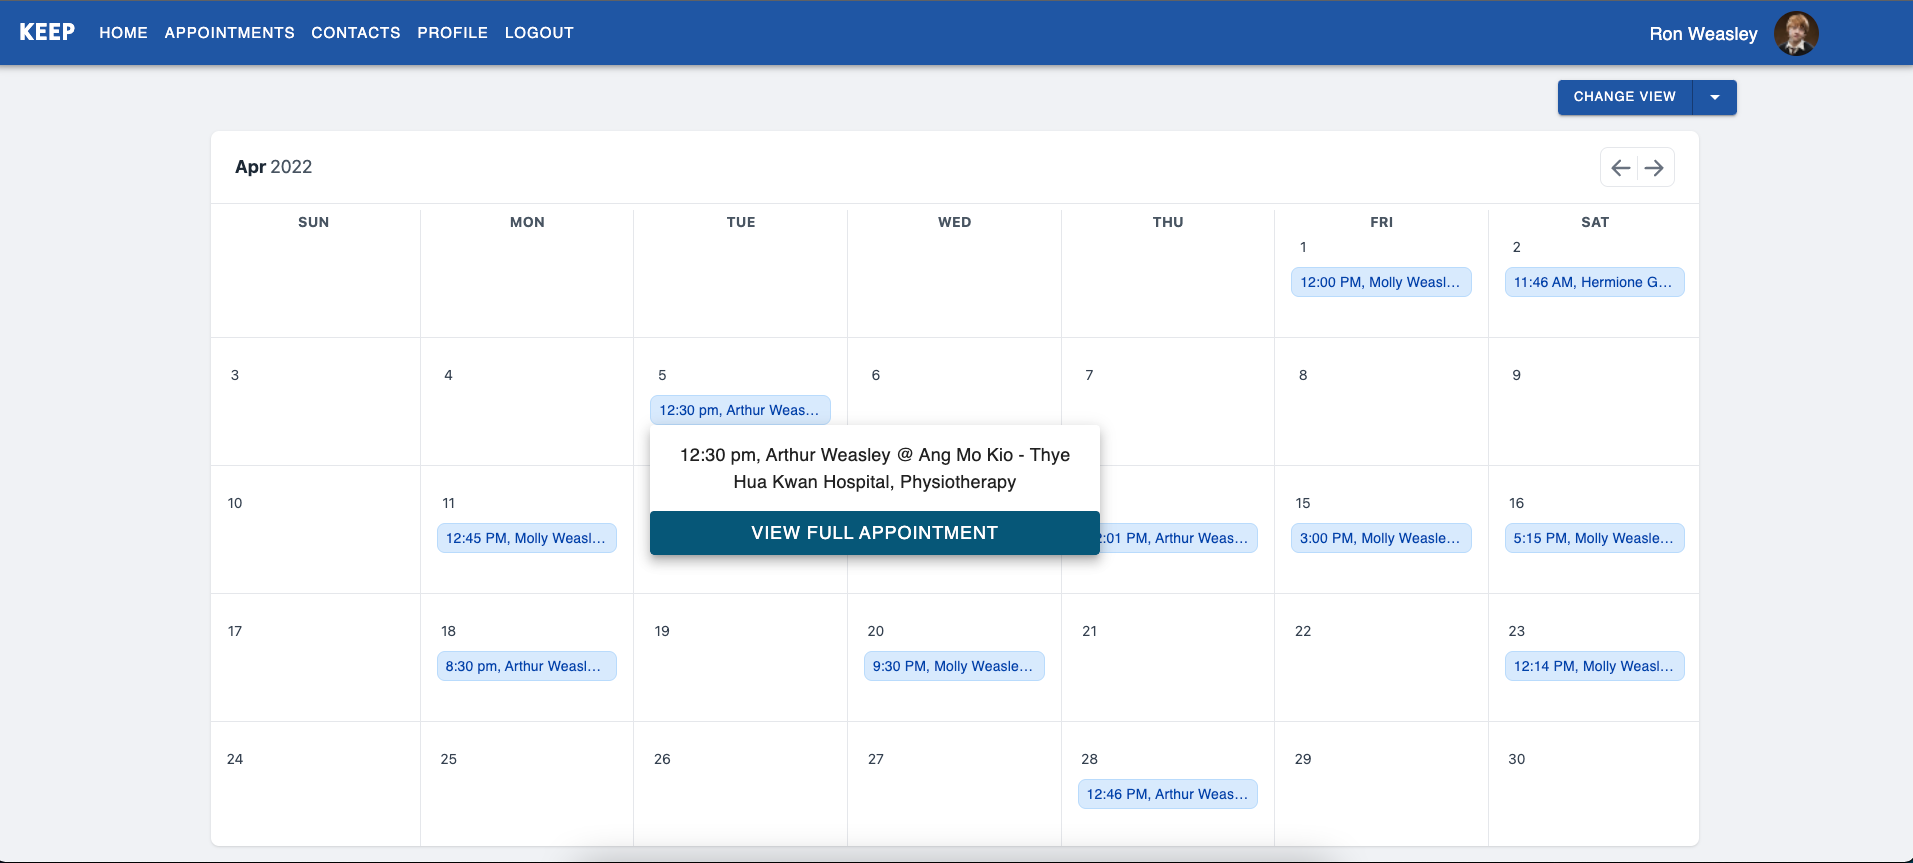 KEEP HOME APPOINTMENTS CONTACTS PROFILE LOGOUT Ron Weasley
CHANGE VIEW
Apr 2022
SUN MON TUE WED THU FRI SAT
1 2
12:00 PM, Molly Weasl... 11:46 AM, Hermione G...
3 4 5 6 7 8 9
12:30 pm, Arthur Weas...
12:30 pm, Arthur Weasley @ Ang Mo Kio - Thye
Hua Kwan Hospital, Physiotherapy
VIEW FULL APPOINTMENT
10 11 15 16
12:45 PM, Molly Weasl... :01 PM, Arthur Weas... 3:00 PM, Molly Weasle... 5:15 PM, Molly Weasle...
17 18 19 20 21 22 23
8:30 pm, Arthur Weasl... 9:30 PM, Molly Weasle... 12:14 PM, Molly Weasl...
24 25 26 27 28 29 30
12:46 PM, Arthur Weas...